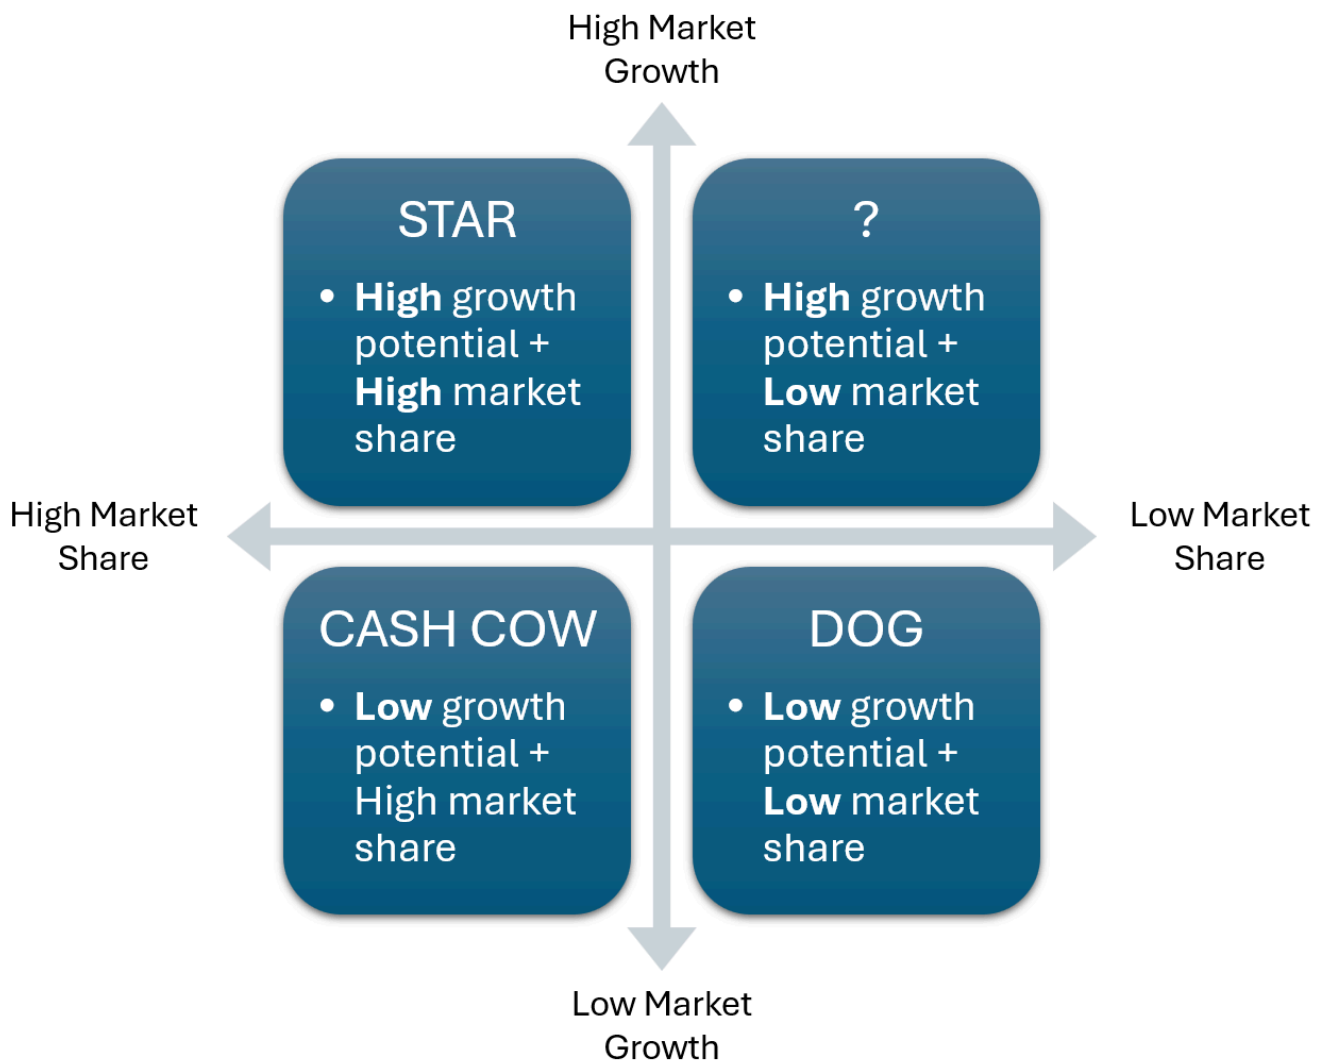 High Market
Growth
STAR
• High growth
potential +
High market
share
?
• High growth
potential +
Low market
share
High Market
Share
Low Market
Share
CASH COW
• Low growth
potential +
High market
share
DOG
• Low growth
potential +
Low market
share
Low Market
Growth